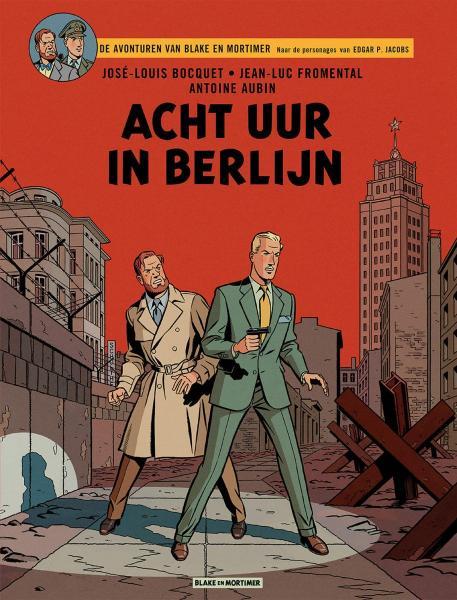 DE AVONTUREN VAN BLAKE EN MORTIMER Naar de personages van EDGAR P. JACOBS
JOSÉ-LOUIS BOCQUET • JEAN-LUC FROMENTAL
ANTOINE AUBIN
ACHT UUR
IN BERLIJN
BLAKE EN MORTIMER